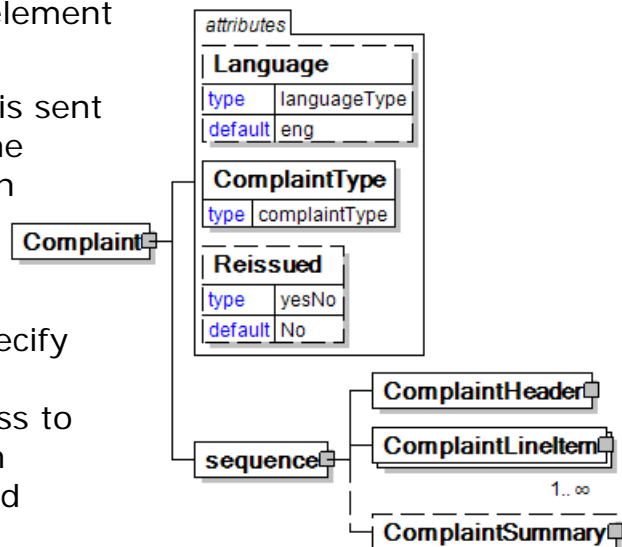 element
is sent
n
ecify
ss to
n
d
attributes
Language
type languageType
default eng
ComplaintType
type complaintType
Reissued
type yesNo
default No
Complaint
sequence
ComplaintHeader
ComplaintLineItem
1.. ∞
ComplaintSummary